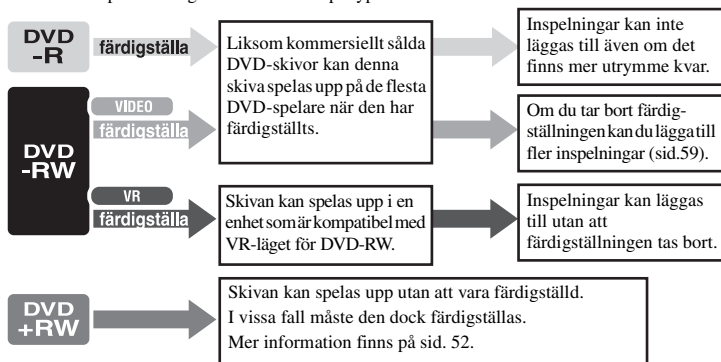 DVD
-R
färdigställa
Liksom kommersiellt sålda
DVD-skivor kan denna
skiva spelas upp på de flesta
DVD-spelare när den har
färdigställts.
Inspelningar kan inte
läggas till även om det
finns mer utrymme kvar.
DVD
-RW
VIDEO
färdigställa
Om du tar bort färdig-
ställningen kan du lägga till
fler inspelningar (sid.59).
VR
färdigställa
Skivan kan spelas upp i en
enhet som är kompatibel med
VR-läget för DVD-RW.
Inspelningar kan läggas
till utan att
färdigställningen tas bort.
DVD
+RW
Skivan kan spelas upp utan att vara färdigställd.
I vissa fall måste den dock färdigställas.
Mer information finns på sid. 52.